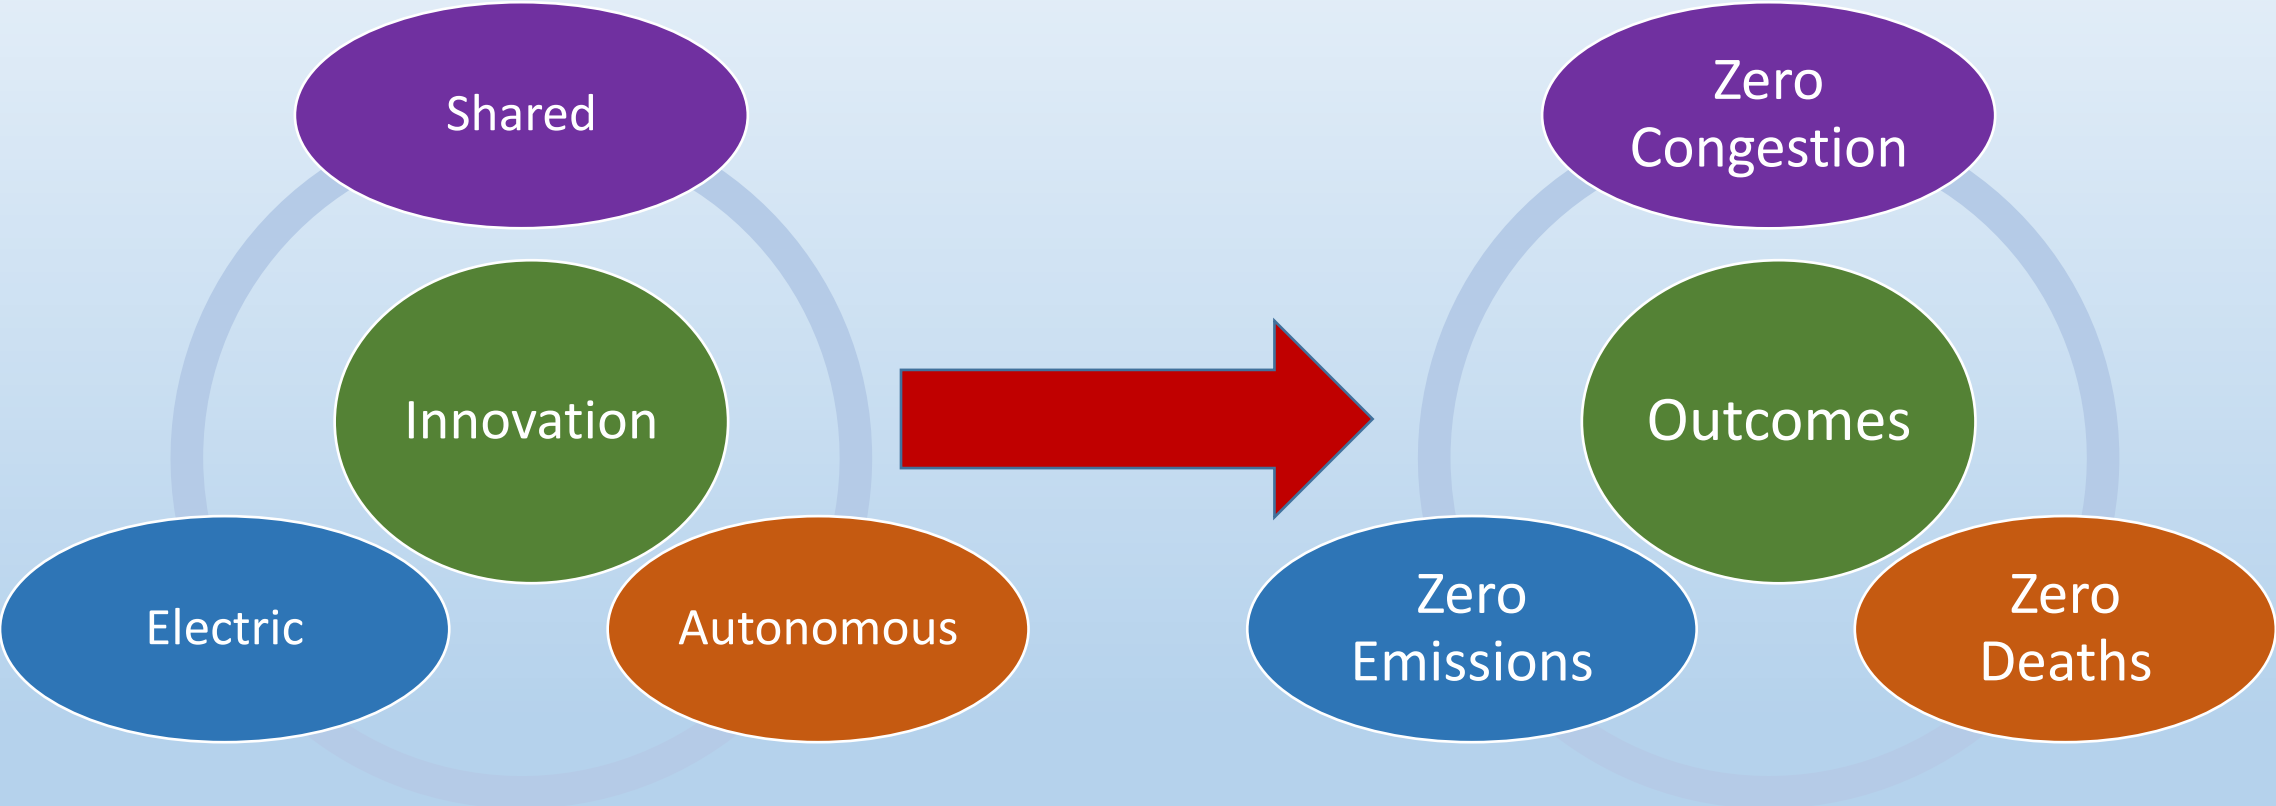 Shared
Innovation
Electric
Autonomous
Zero
Congestion
Outcomes
Zero
Emissions
Zero
Deaths